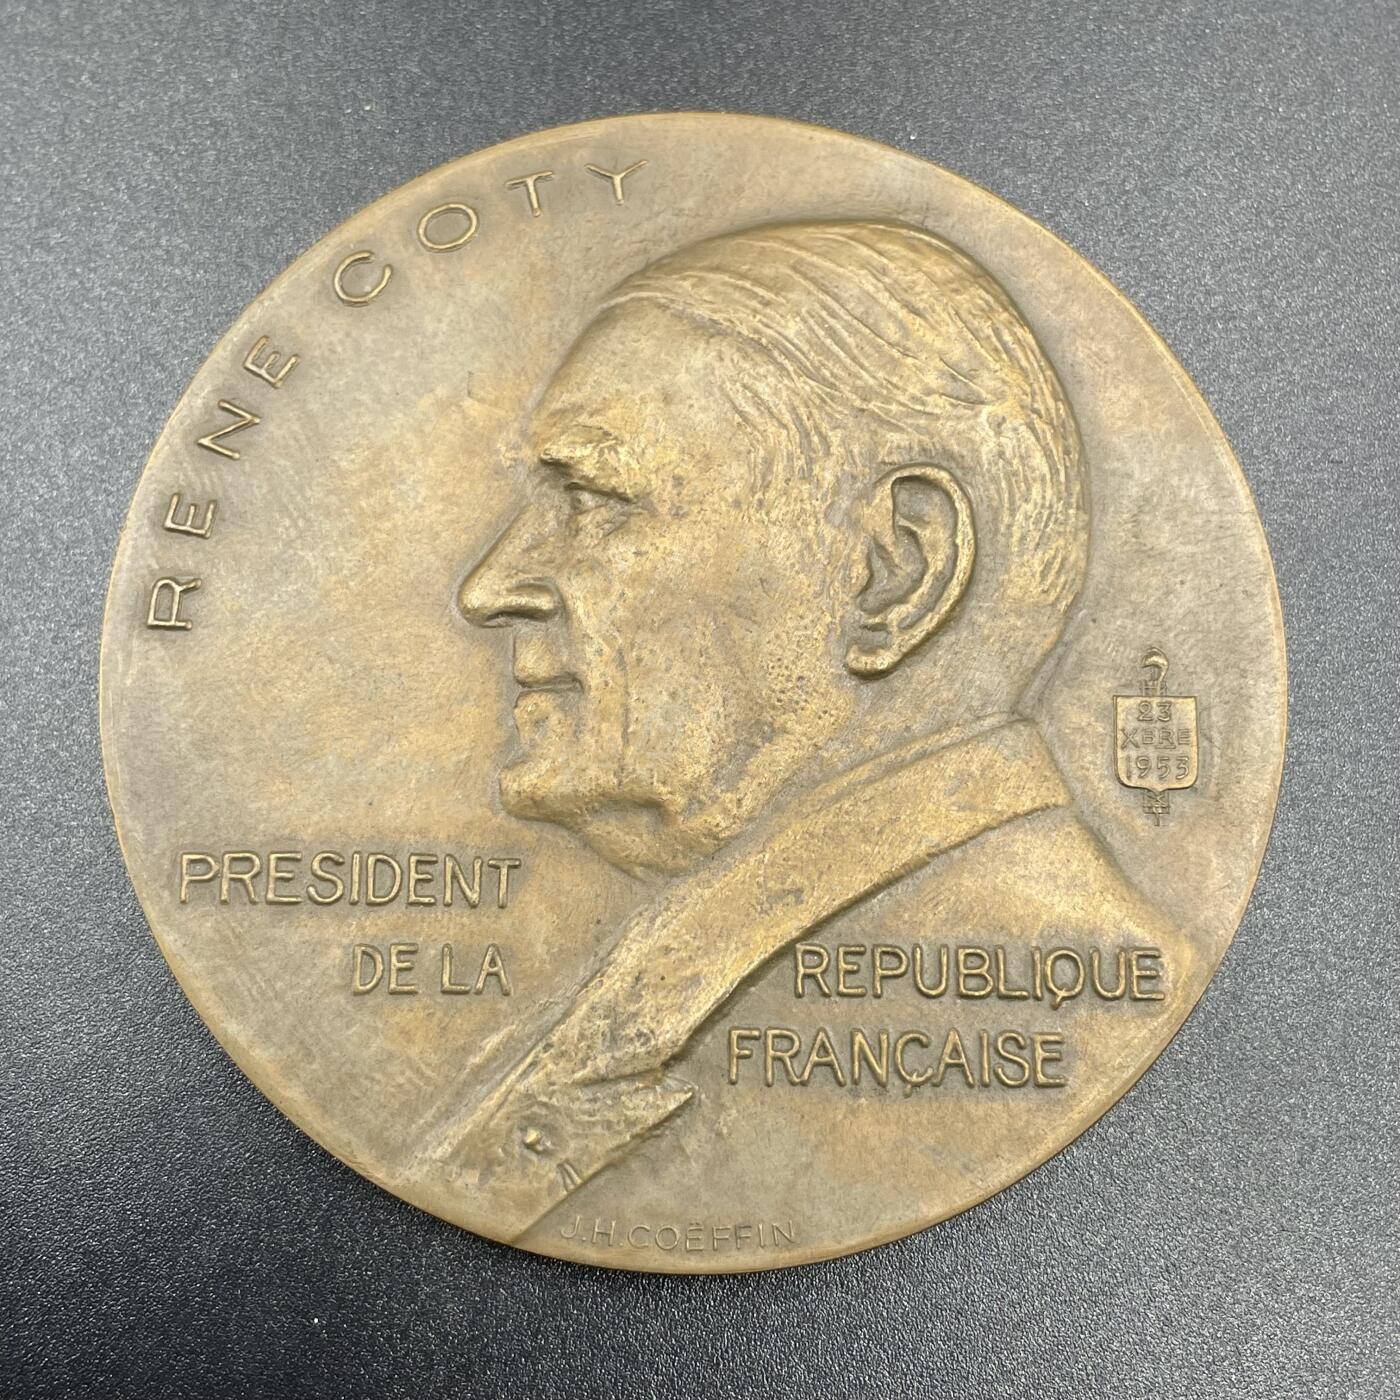 RENE COTY
PRESIDENT
DE LA
REPUBLIQUE
FRANÇAISE
23
XBRE
1953
J.H.COËFFIN